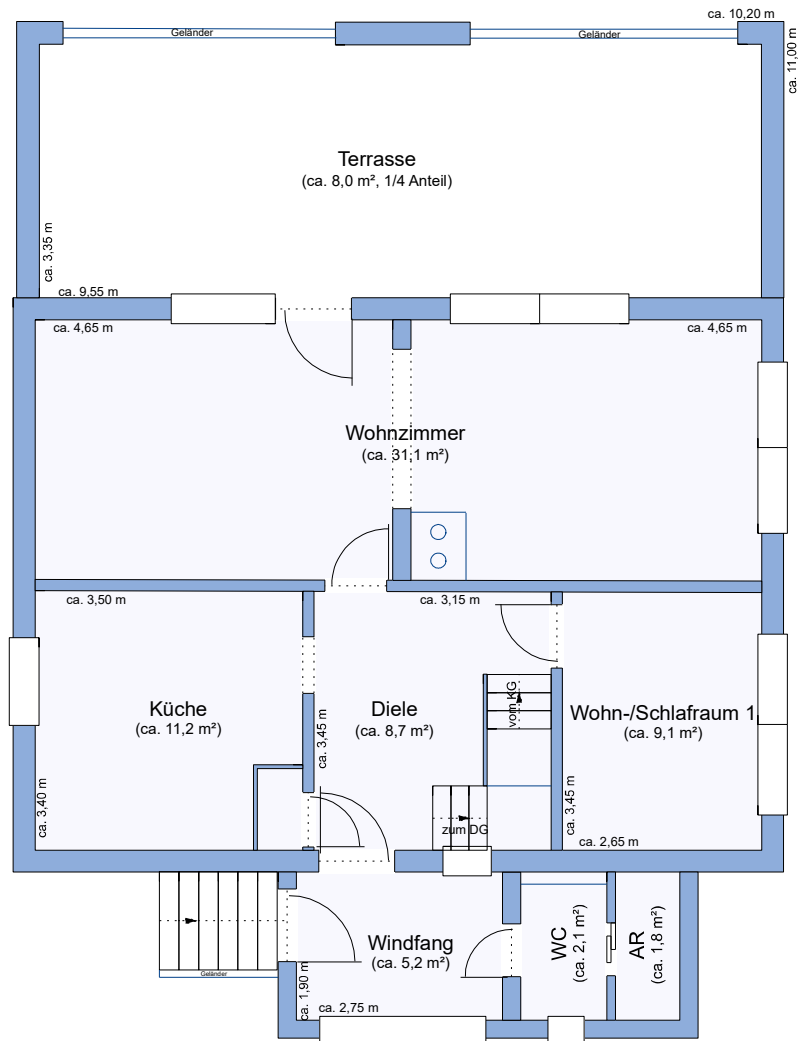 ca. 10,20 m
ca. 11,00 m
Geländer
Geländer
Terrasse
(ca. 8,0 m², 1/4 Anteil)
ca. 3,35 m
ca. 9,55 m
ca. 4,65 m
ca. 4,65 m
Wohnzimmer
(ca. 31,1 m²)
ca. 3,50 m
ca. 3,15 m
Küche
(ca. 11,2 m²)
ca. 3,40 m
Diele
(ca. 8,7 m²)
ca. 3,45 m
vom KG
zum DG
Wohn-/Schlafraum 1
(ca. 9,1 m²)
ca. 3,45 m
ca. 2,65 m
Geländer
Windfang
(ca. 5,2 m²)
ca. 1,90 m
ca. 2,75 m
WC
(ca. 2,1 m²)
AR
(ca. 1,8 m²)